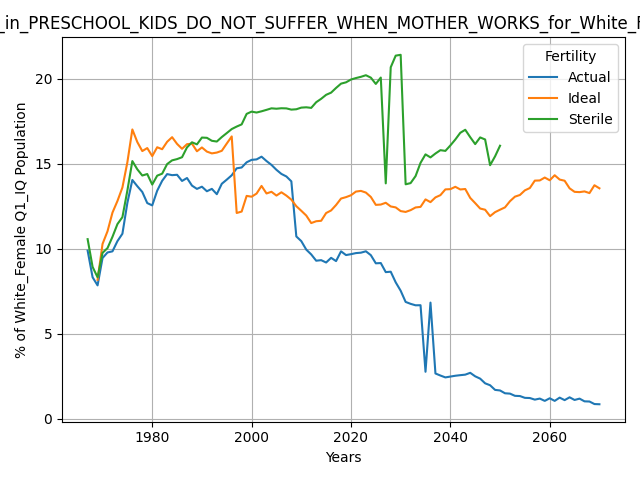 _in_PRESCHOOL_KIDS_DO_NOT_SUFFER_WHEN_MOTHER_WORKS_for_White_F
Fertility
Actual
Ideal
Sterile
% of White_Female Q1_IQ Population
20
15
10
5
0
1980 2000 2020 2040 2060
Years